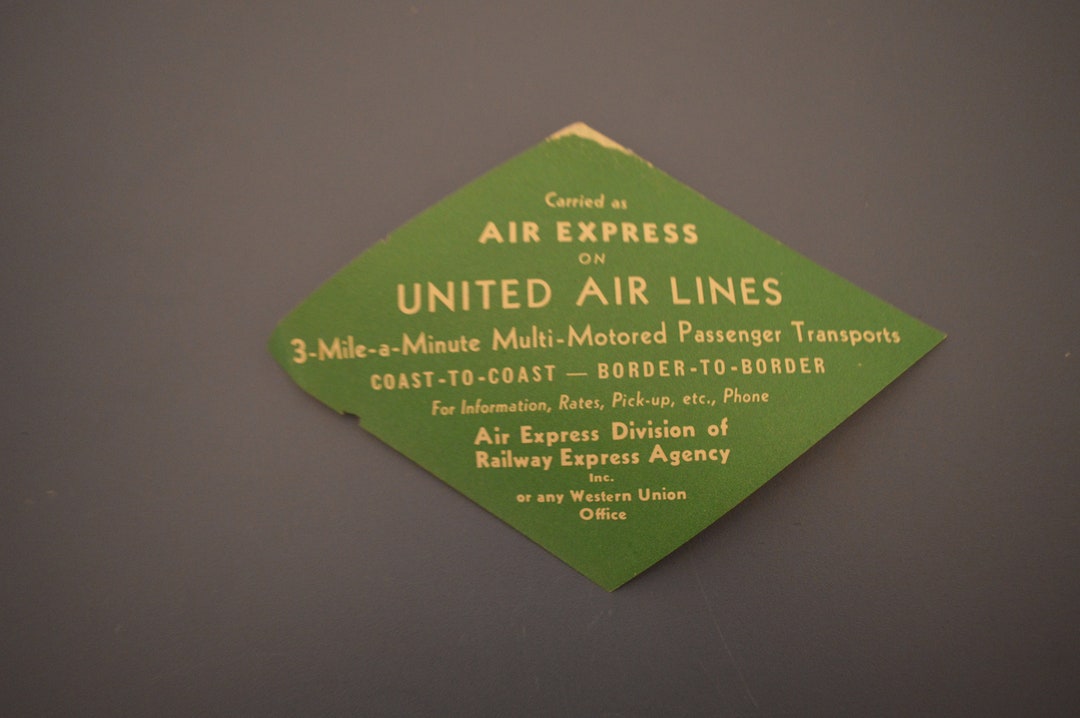 Carried as
AIR EXPRESS
ON
UNITED AIR LINES
3-Mile-a-Minute Multi-Motored Passenger Transports
COAST-TO-COAST — BORDER-TO-BORDER
For Information, Rates, Pick-up, etc., Phone
Air Express Division of
Railway Express Agency
Inc.
or any Western Union
Office